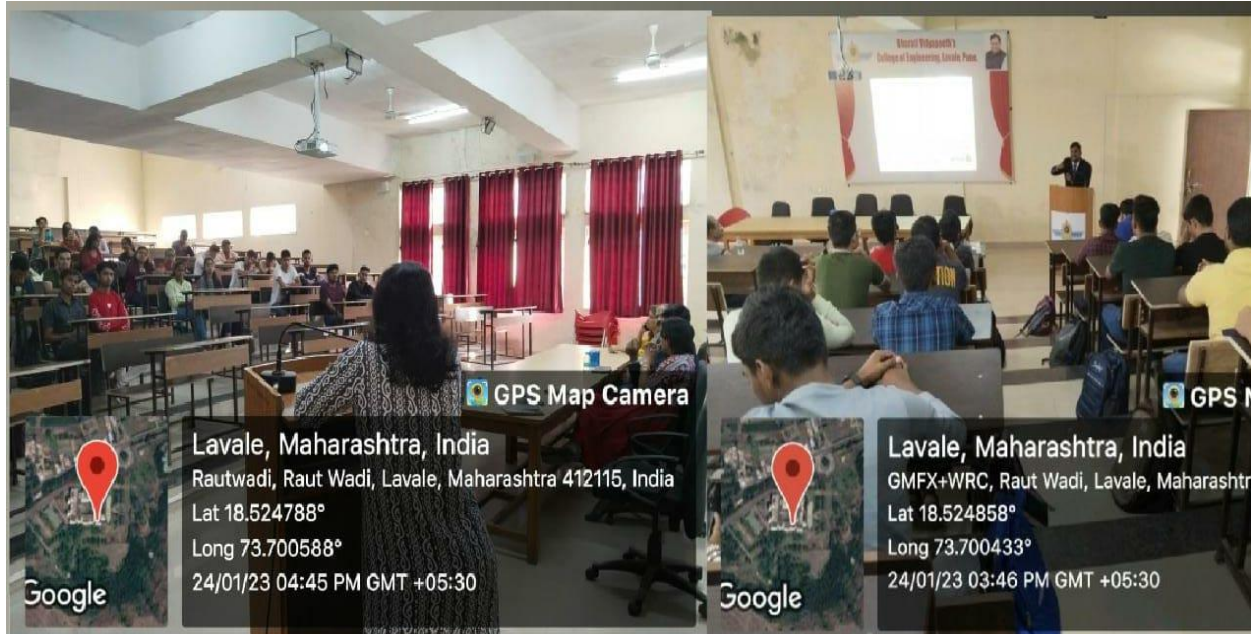 GPS Map Camera
Lavale, Maharashtra, India
Rautwadi, Raut Wadi, Lavale, Maharashtra 412115, India
Lat 18.524788°
Long 73.700588°
24/01/23 04:45 PM GMT +05:30
Google
Bharati Vidyapeeth's
College of Engineering, Lavale, Pune.
TION
GPS M
Lavale, Maharashtra, India
GMFX+WRC, Raut Wadi, Lavale, Maharashtr
Lat 18.524858°
Long 73.700433°
24/01/23 03:46 PM GMT +05:30
Google